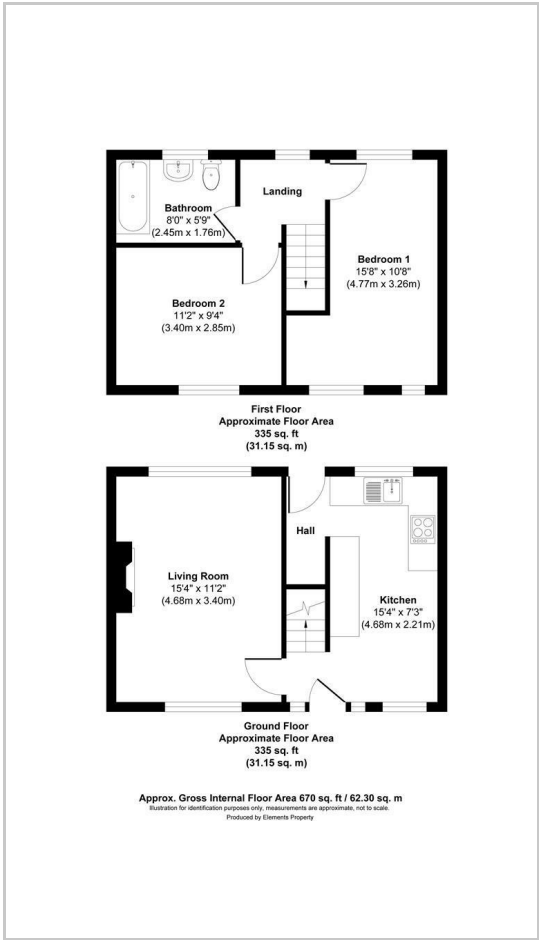 Landing
Bathroom
8'0" x 5'9"
(2.45m x 1.76m)
Bedroom 1
15'8" x 10'8"
(4.77m x 3.26m)
Bedroom 2
11'2" x 9'4"
(3.40m x 2.85m)
First Floor
Approximate Floor Area
335 sq. ft
(31.15 sq. m)
Hall
Living Room
15'4" x 11'2"
(4.68m x 3.40m)
Kitchen
15'4" x 7'3"
(4.68m x 2.21m)
Ground Floor
Approximate Floor Area
335 sq. ft
(31.15 sq. m)
Approx. Gross Internal Floor Area 670 sq. ft / 62.30 sq. m
Illustration for identification purposes only, measurements are approximate, not to scale.
Produced by Elements Property